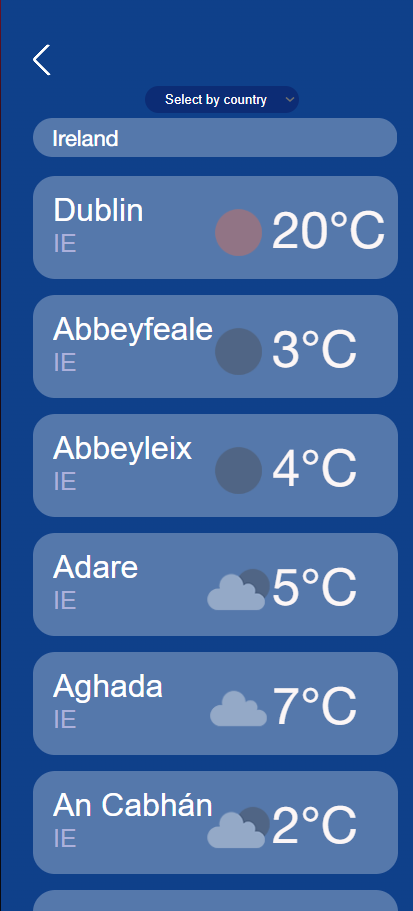 Select by country
Ireland
Dublin
IE
20°C
Abbeyfeale
IE
3°C
Abbeyleix
IE
4°C
Adare
IE
5°C
Aghada
IE
7°C
An Cabhán
IE
2°C